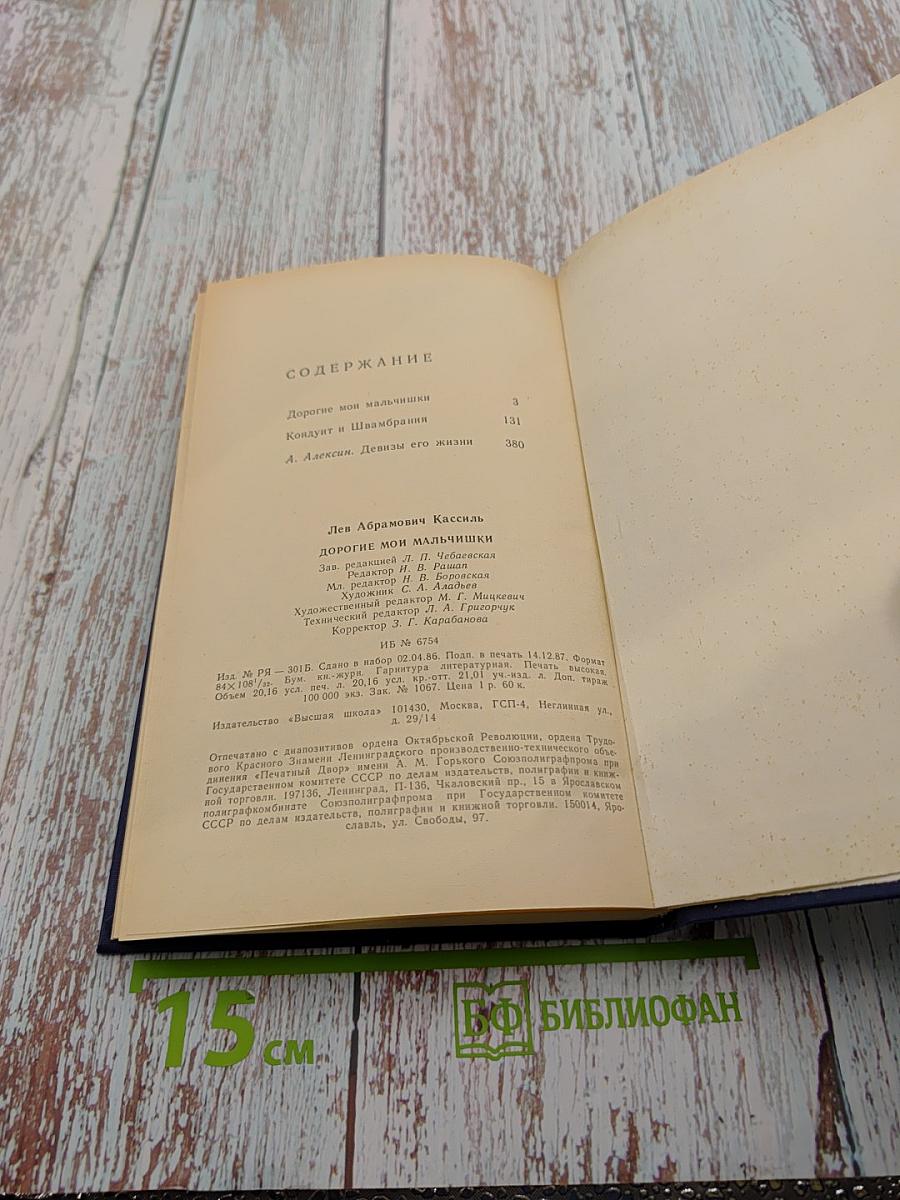 СОДЕРЖАНИЕ
Дорогие мои мальчишки 3
Кондуит и Швамбрания 131
А. Алексин. Девизы его жизни 380
Лев Абрамович Кассиль
ДОРОГИЕ МОИ МАЛЬЧИШКИ
Зав. редакцией Л. П. Чебаевская
Редактор И. В. Рашап
Мл. редактор Н. В. Боровская
Художник С. А. Аладьев
Художественный редактор М. Г. Мицкевич
Технический редактор Л. А. Григорчук
Корректор З. Г. Карабанова
ИБ № 6754
Изд. № РЯ — 301Б. Сдано в набор 02.04.86. Подп. в печать 14.12.87. Формат
84×108¹/₃₂. Бум. кн.-журн. Гарнитура литературная. Печать высокая.
Объем 20,16 усл. печ. л. 20,16 усл. кр.-отт. 21,01 уч.-изд. л. Доп. тираж
100 000 экз. Зак. № 1067. Цена 1 р. 60 к.
Издательство «Высшая школа» 101430, Москва, ГСП-4, Неглинная ул.,
д. 29/14
Отпечатано с диапозитивов ордена Октябрьской Революции, ордена Трудо-
вого Красного Знамени Ленинградского производственно-технического объе-
динения «Печатный Двор» имени А. М. Горького Союзполиграфпрома при
Государственном комитете СССР по делам издательств, полиграфии и книж-
ной торговли. 197136, Ленинград, П-136, Чкаловский пр., 15 в Ярославском
полиграфкомбинате Союзполиграфпрома при Государственном комитете
СССР по делам издательств, полиграфии и книжной торговли. 150014, Яро-
славль, ул. Свободы, 97.
15 см
БФ БИБЛИОФАН